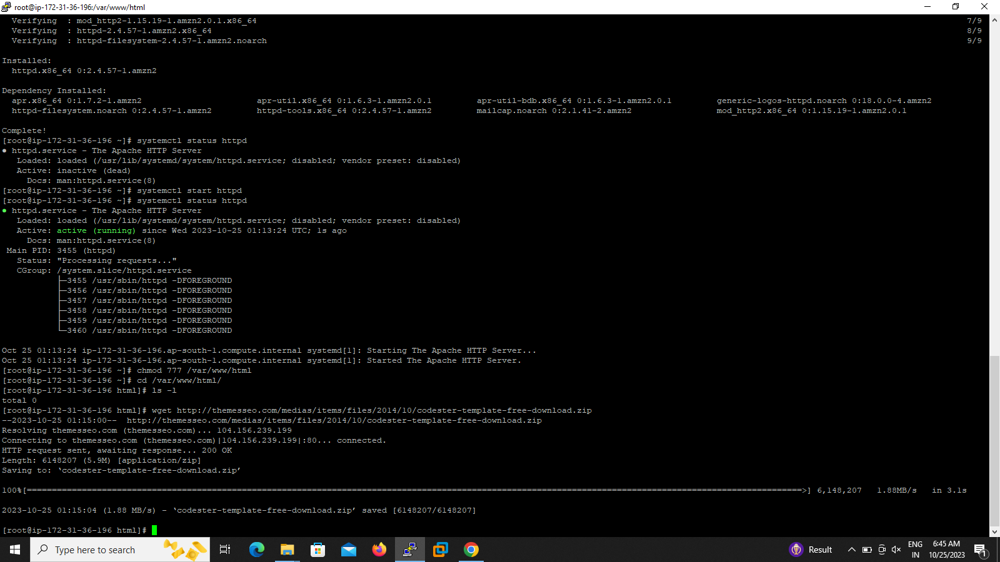 root@ip-172-31-36-196:/var/www/html
Verifying : mod_http2-1.15.19-1.amzn2.0.1.x86_64 7/9
Verifying : httpd-2.4.57-1.amzn2.x86_64 8/9
Verifying : httpd-filesystem-2.4.57-1.amzn2.noarch 9/9
Installed:
httpd.x86_64 0:2.4.57-1.amzn2
Dependency Installed:
apr.x86_64 0:1.7.2-1.amzn2 apr-util.x86_64 0:1.6.3-1.amzn2.0.1 apr-util-bdb.x86_64 0:1.6.3-1.amzn2.0.1 generic-logos-httpd.noarch 0:18.0.0-4.amzn2
httpd-filesystem.noarch 0:2.4.57-1.amzn2 httpd-tools.x86_64 0:2.4.57-1.amzn2 mailcap.noarch 0:2.1.41-2.amzn2 mod_http2.x86_64 0:1.15.19-1.amzn2.0.1
Complete!
[root@ip-172-31-36-196 ~]# systemctl status httpd
● httpd.service - The Apache HTTP Server
Loaded: loaded (/usr/lib/systemd/system/httpd.service; disabled; vendor preset: disabled)
Active: inactive (dead)
Docs: man:httpd.service(8)
[root@ip-172-31-36-196 ~]# systemctl start httpd
[root@ip-172-31-36-196 ~]# systemctl status httpd
● httpd.service - The Apache HTTP Server
Loaded: loaded (/usr/lib/systemd/system/httpd.service; disabled; vendor preset: disabled)
Active: active (running) since Wed 2023-10-25 01:13:24 UTC; 1s ago
Docs: man:httpd.service(8)
Main PID: 3455 (httpd)
Status: "Processing requests..."
CGroup: /system.slice/httpd.service
├─3455 /usr/sbin/httpd -DFOREGROUND
├─3456 /usr/sbin/httpd -DFOREGROUND
├─3457 /usr/sbin/httpd -DFOREGROUND
├─3458 /usr/sbin/httpd -DFOREGROUND
├─3459 /usr/sbin/httpd -DFOREGROUND
└─3460 /usr/sbin/httpd -DFOREGROUND
Oct 25 01:13:24 ip-172-31-36-196.ap-south-1.compute.internal systemd[1]: Starting The Apache HTTP Server...
Oct 25 01:13:24 ip-172-31-36-196.ap-south-1.compute.internal systemd[1]: Started The Apache HTTP Server.
[root@ip-172-31-36-196 ~]# chmod 777 /var/www/html
[root@ip-172-31-36-196 ~]# cd /var/www/html/
[root@ip-172-31-36-196 html]# ls -l
total 0
[root@ip-172-31-36-196 html]# wget http://themesseo.com/medias/items/files/2014/10/codester-template-free-download.zip
--2023-10-25 01:15:00-- http://themesseo.com/medias/items/files/2014/10/codester-template-free-download.zip
Resolving themesseo.com (themesseo.com)... 104.156.239.199
Connecting to themesseo.com (themesseo.com)|104.156.239.199|:80... connected.
HTTP request sent, awaiting response... 200 OK
Length: 6148207 (5.9M) [application/zip]
Saving to: ‘codester-template-free-download.zip’
100%[==============================================================================================================================>] 6,148,207 1.88MB/s in 3.1s
2023-10-25 01:15:04 (1.88 MB/s) - ‘codester-template-free-download.zip’ saved [6148207/6148207]
[root@ip-172-31-36-196 html]#
Type here to search
Result
ENG
IN
6:45 AM
10/25/2023
1